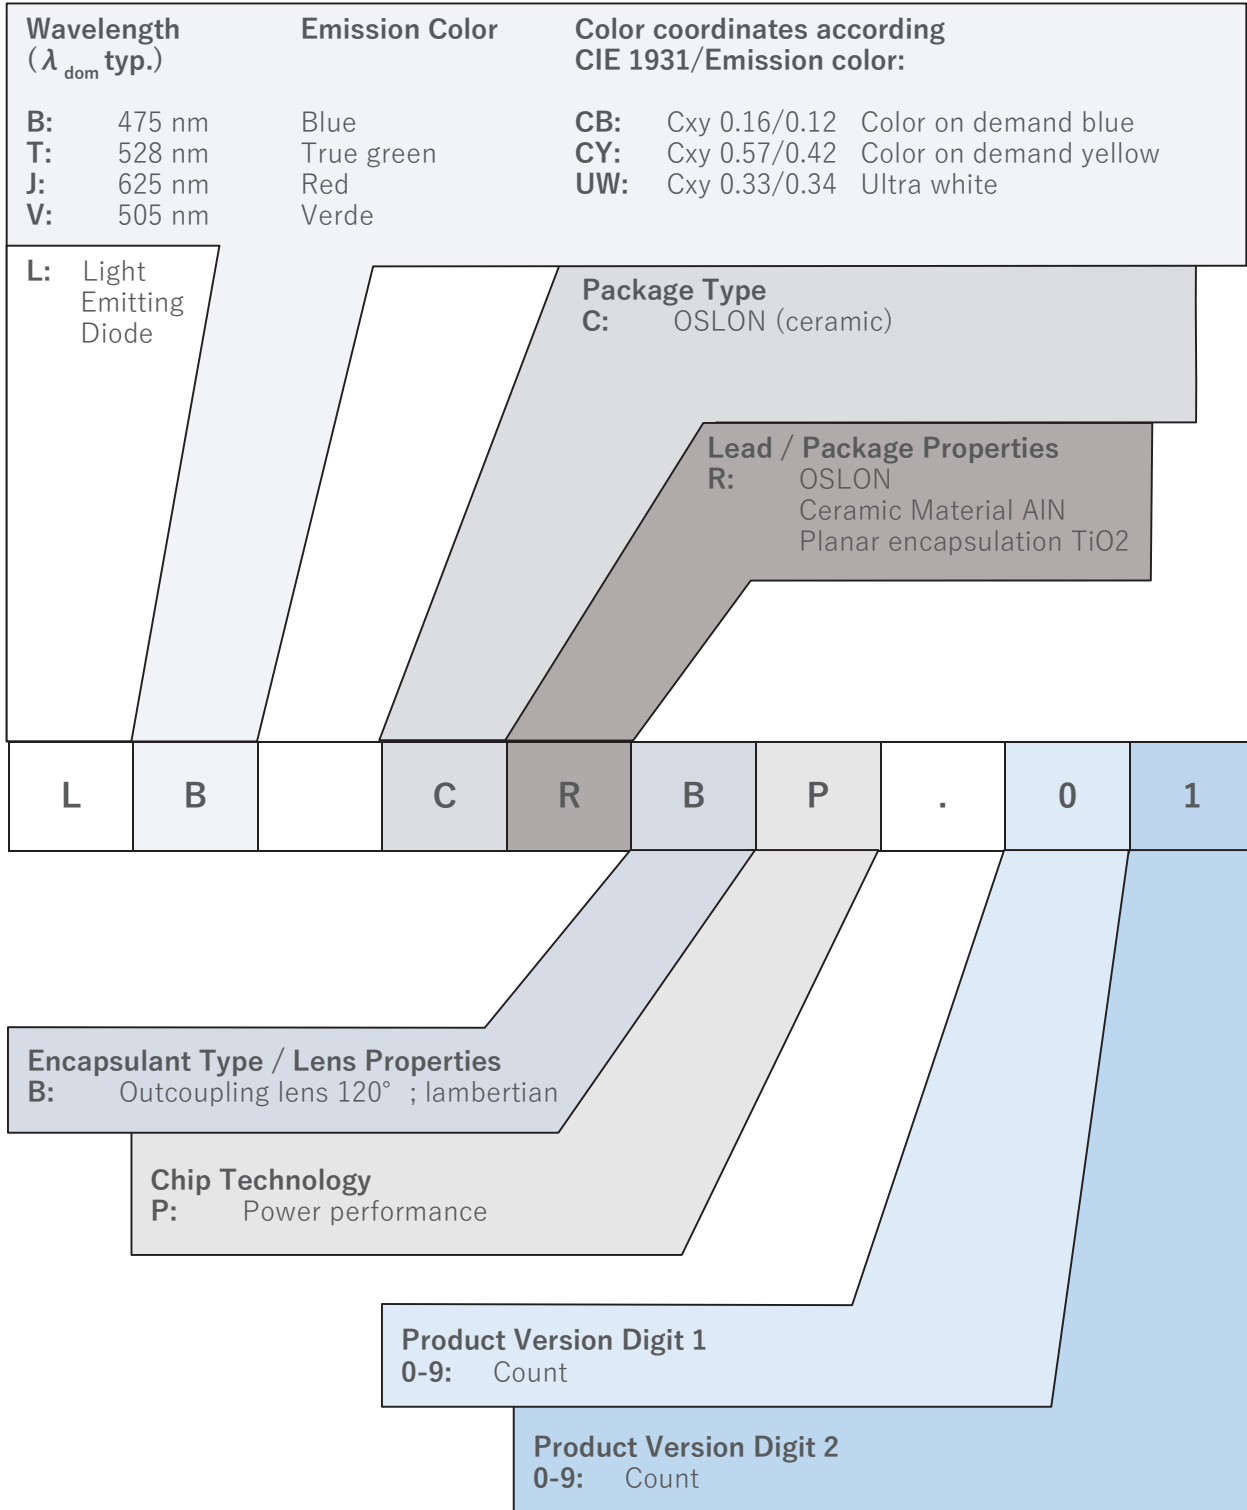 Wavelength Emission Color Color coordinates according
(λ dom typ.) CIE 1931/Emission color:
B: 475 nm Blue CB: Cxy 0.16/0.12 Color on demand blue
T: 528 nm True green CY: Cxy 0.57/0.42 Color on demand yellow
J: 625 nm Red UW: Cxy 0.33/0.34 Ultra white
V: 505 nm Verde
L: Light
Emitting
Diode
Package Type
C: OSLON (ceramic)
Lead / Package Properties
R: OSLON
Ceramic Material AlN
Planar encapsulation TiO2
L B C R B P . 0 1
Encapsulant Type / Lens Properties
B: Outcoupling lens 120° ; lambertian
Chip Technology
P: Power performance
Product Version Digit 1
0-9: Count
Product Version Digit 2
0-9: Count